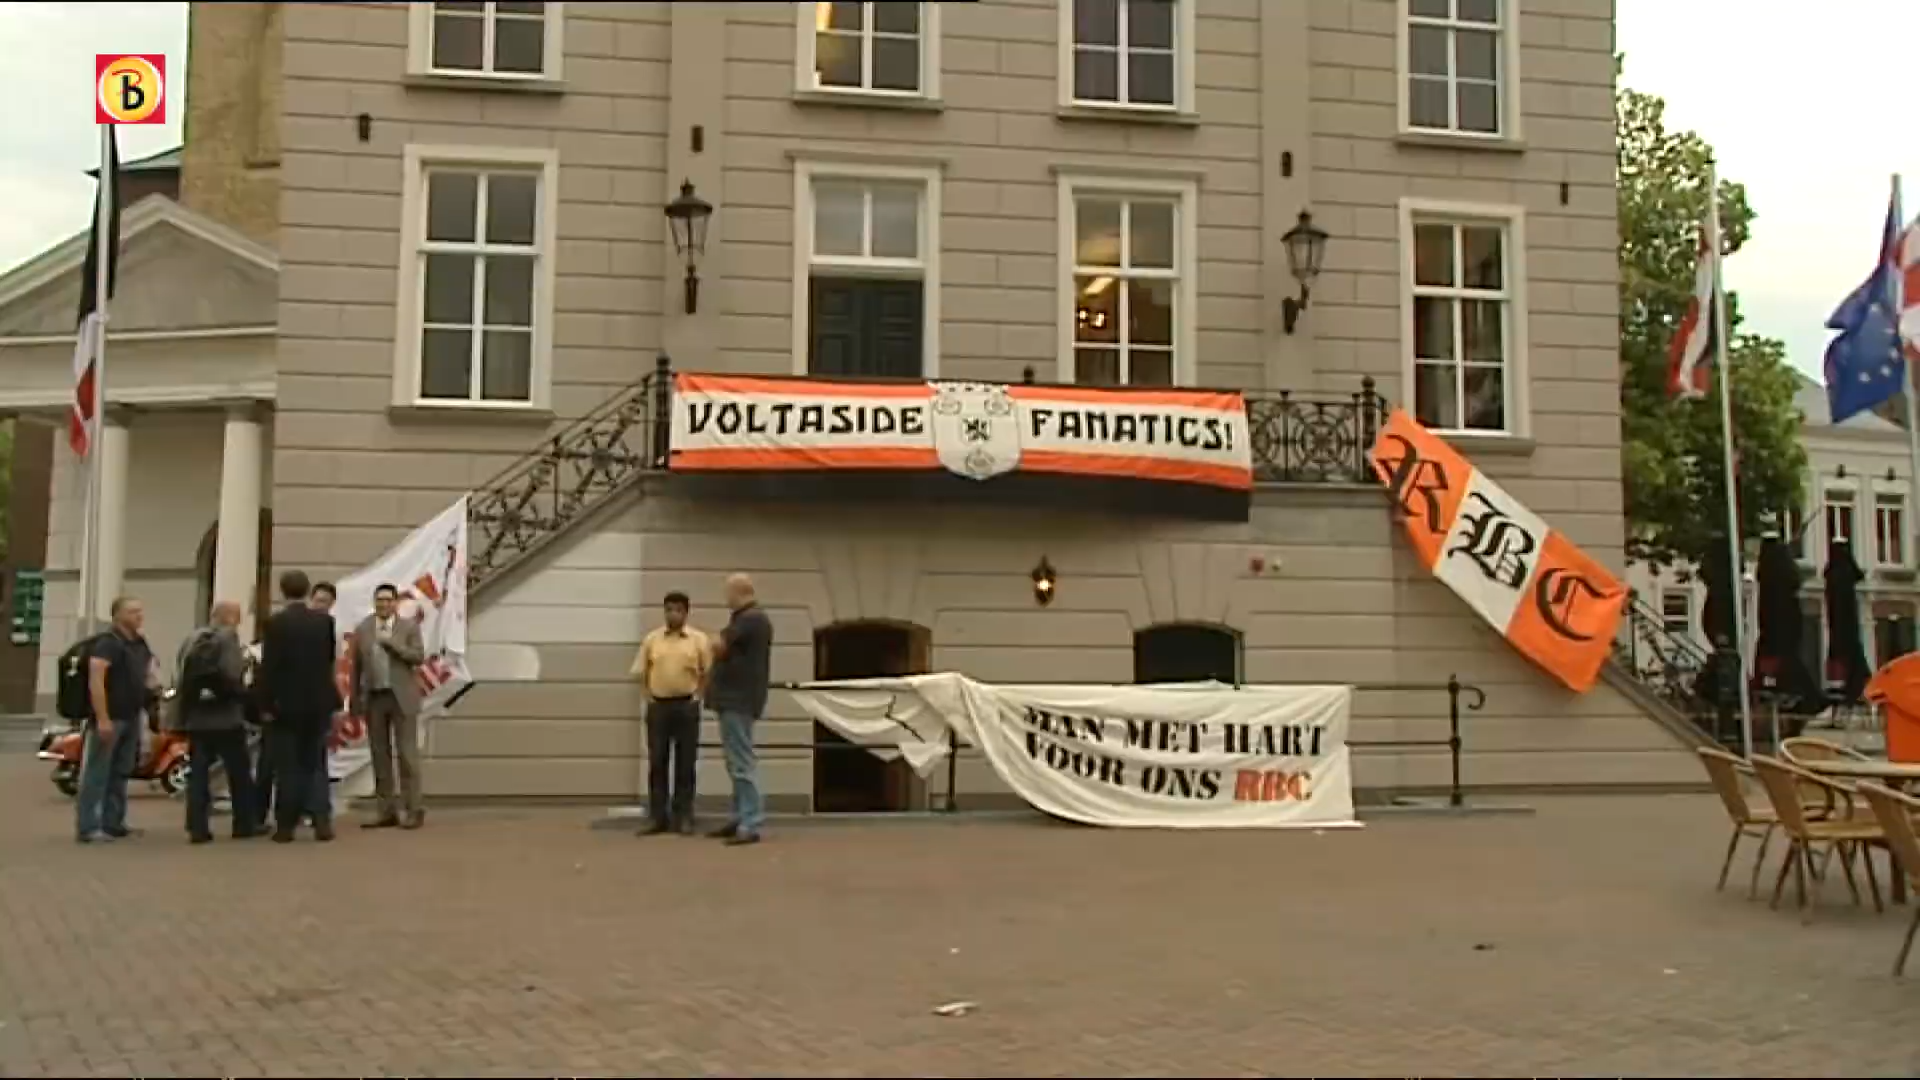 B
VOLTASIDE FANATICS!
RBC
MAN MET HART
VOOR ONS RBC